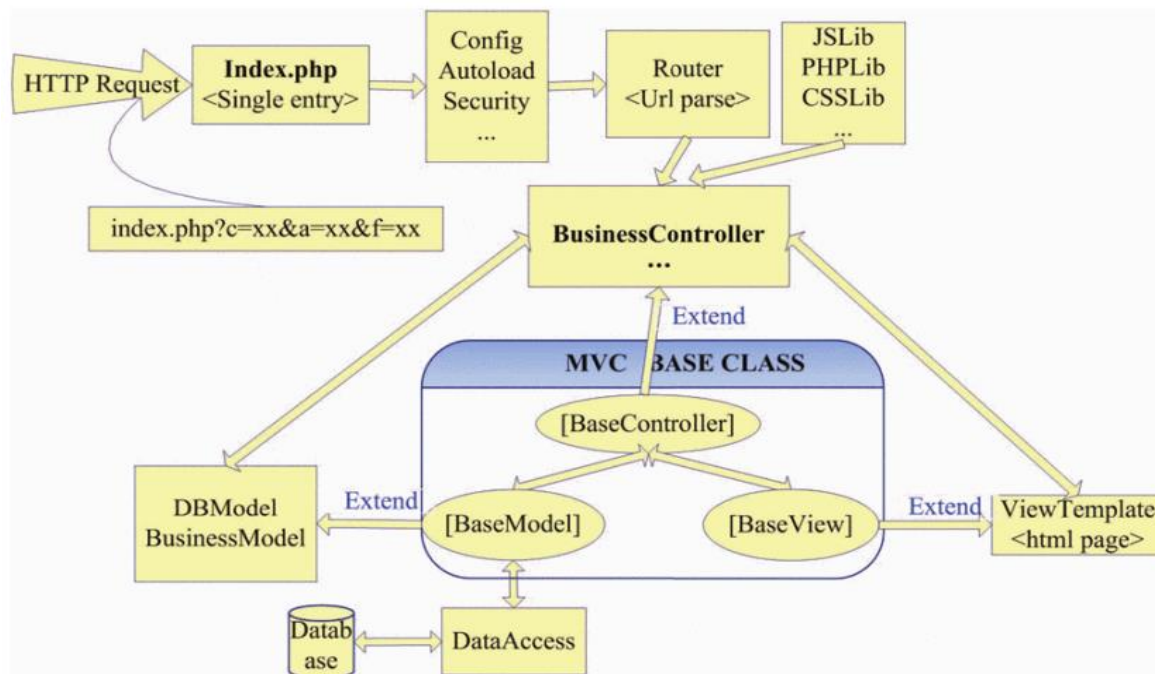 HTTP Request
Index.php
<Single entry>
Config
Autoload
Security
...
Router
<Url parse>
JSLib
PHPLib
CSSLib
...
index.php?c=xx&a=xx&f=xx
BusinessController
...
Extend
MVC BASE CLASS
[BaseController]
DBModel
BusinessModel
Extend
[BaseModel]
[BaseView]
Extend
ViewTemplate
<html page>
Datab
ase
DataAccess